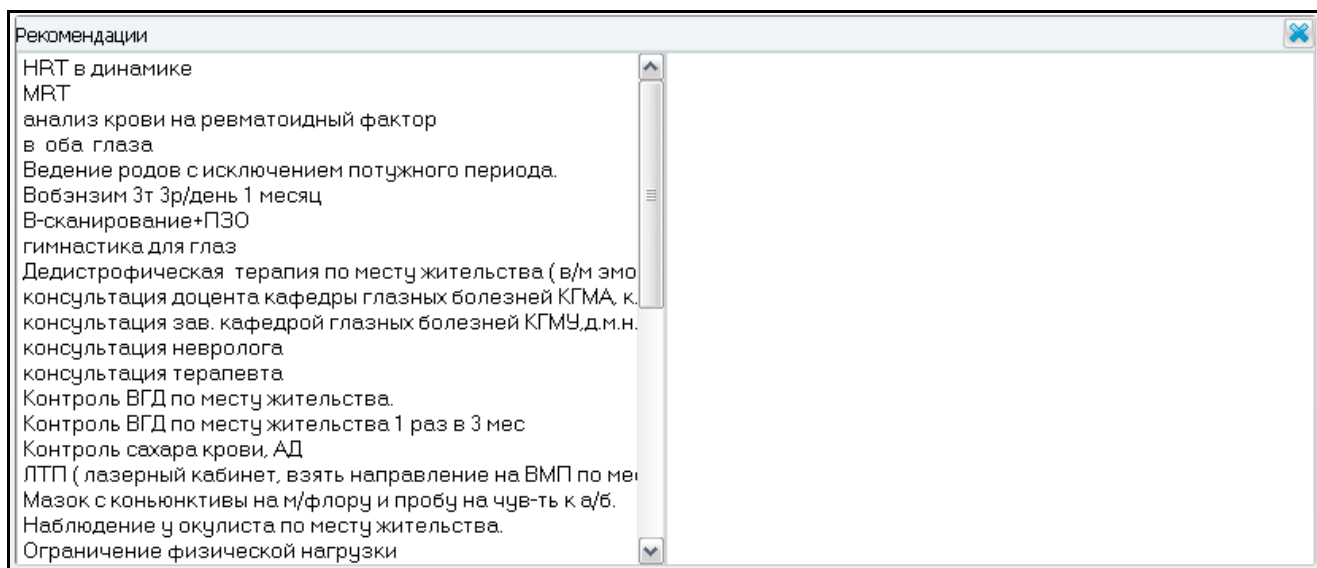 Рекомендации
HRT в динамике
MRT
анализ крови на ревматоидный фактор
в оба глаза
Ведение родов с исключением потужного периода.
Вобэнзим 3т 3р/день 1 месяц
В-сканирование+ПЗО
гимнастика для глаз
Дедистрофическая терапия по месту жительства ( в/м эмо
консультация доцента кафедры глазных болезней КГМА, к.
консультация зав. кафедрой глазных болезней КГМУ,д.м.н.
консультация невролога
консультация терапевта
Контроль ВГД по месту жительства.
Контроль ВГД по месту жительства 1 раз в 3 мес
Контроль сахара крови, АД
ЛТП ( лазерный кабинет, взять направление на ВМП по мес
Мазок с коньюнктивы на м/флору и пробу на чув-ть к а/б.
Наблюдение у окулиста по месту жительства.
Ограничение физической нагрузки